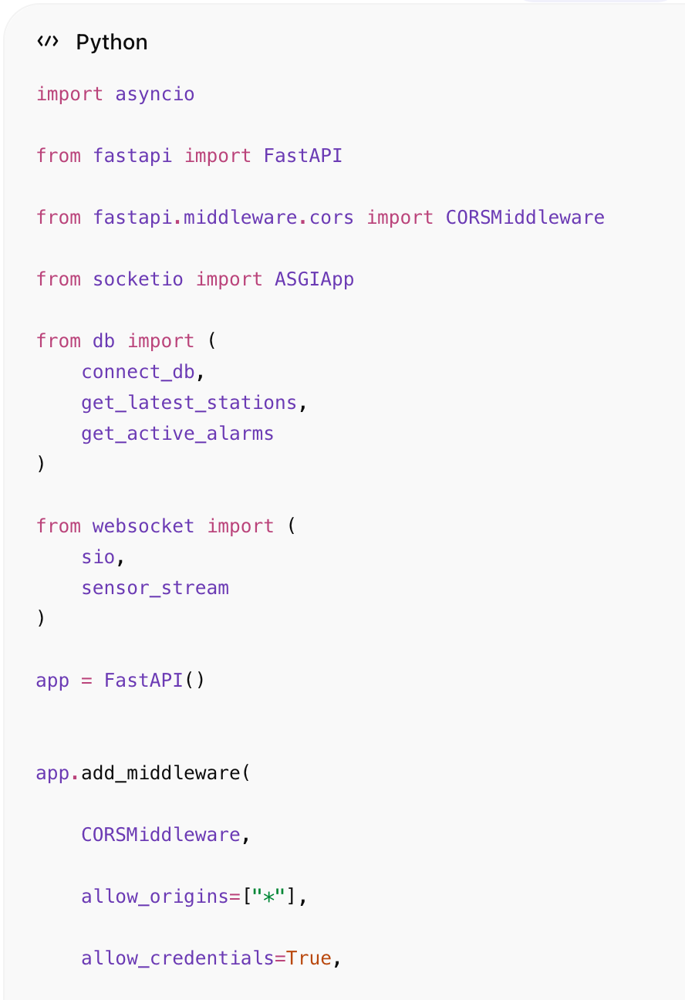 Python
import asyncio
from fastapi import FastAPI
from fastapi.middleware.cors import CORSMiddleware
from socketio import ASGIApp
from db import (
    connect_db,
    get_latest_stations,
    get_active_alarms
)
from websocket import (
    sio,
    sensor_stream
)
app = FastAPI()
app.add_middleware(
    CORSMiddleware,
    allow_origins=["*"],
    allow_credentials=True,